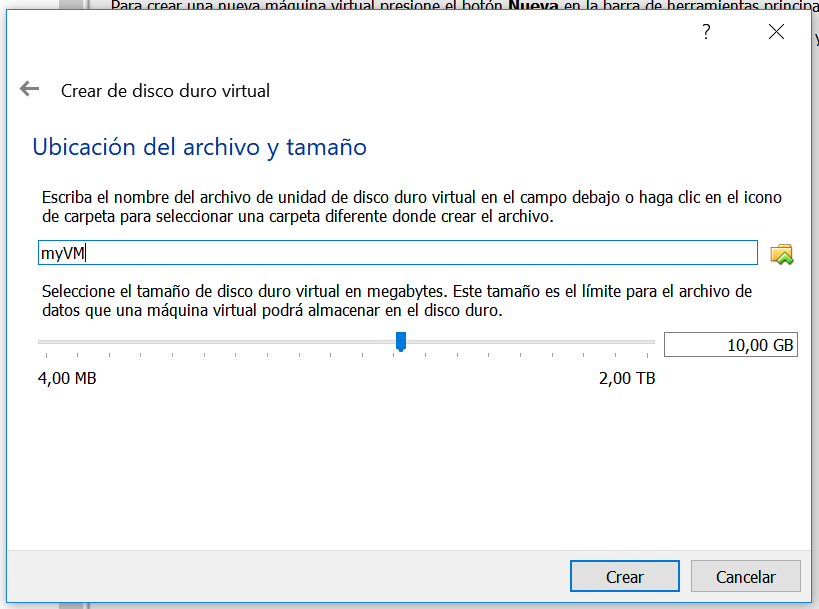 Para crear una nueva máquina virtual presione el botón Nueva en la barra de herramientas principa
?
y
Crear de disco duro virtual
Ubicación del archivo y tamaño
Escriba el nombre del archivo de unidad de disco duro virtual en el campo debajo o haga clic en el icono
de carpeta para seleccionar una carpeta diferente donde crear el archivo.
myVM
Seleccione el tamaño de disco duro virtual en megabytes. Este tamaño es el límite para el archivo de
datos que una máquina virtual podrá almacenar en el disco duro.
10,00 GB
4,00 MB
2,00 TB
Crear
Cancelar